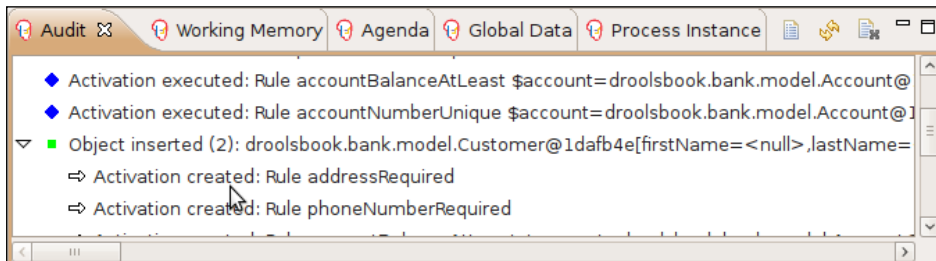 Audit Working Memory Agenda Global Data Process Instance
Activation executed: Rule accountBalanceAtLeast $account=droolsbook.bank.model.Account@
Activation executed: Rule accountNumberUnique $account=droolsbook.bank.model.Account@1
Object inserted (2): droolsbook.bank.model.Customer@1dafb4e[firstName=<null>,lastName=
Activation created: Rule addressRequired
Activation created: Rule phoneNumberRequired